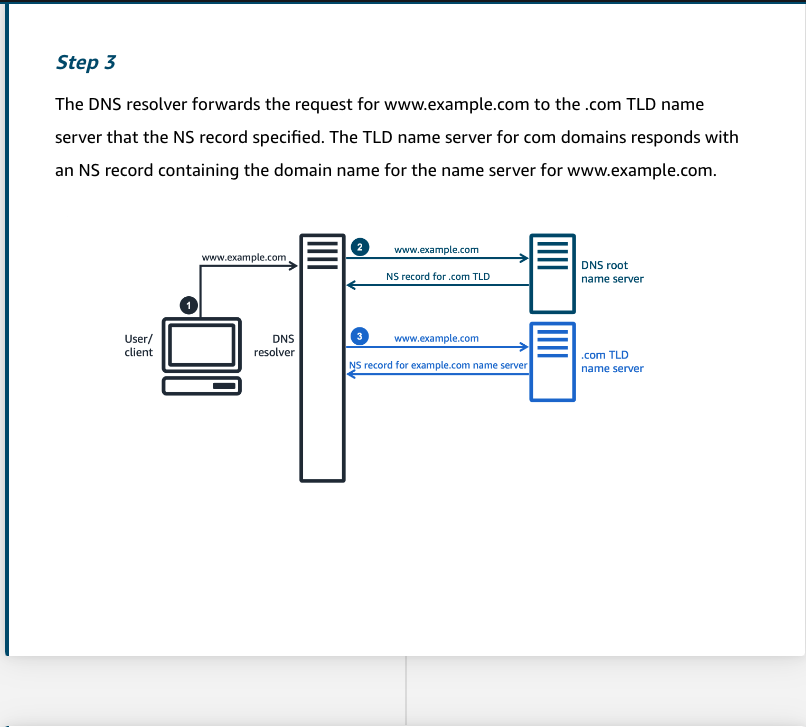 Step 3
The DNS resolver forwards the request for www.example.com to the .com TLD name
server that the NS record specified. The TLD name server for com domains responds with
an NS record containing the domain name for the name server for www.example.com.
www.example.com
2
www.example.com
NS record for .com TLD
DNS root
name server
1
User/
client
DNS
resolver
3
www.example.com
NS record for example.com name server
.com TLD
name server